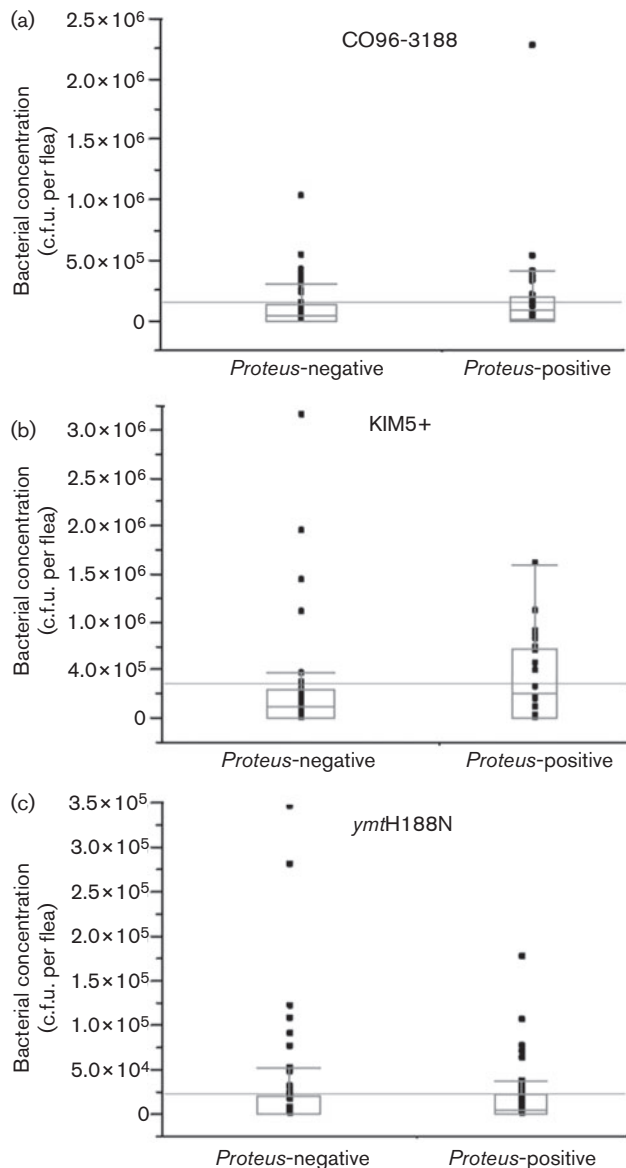 (a)
CO96-3188
Bacterial concentration
(c.f.u. per flea)
2.5×10⁶
2.0×10⁶
1.5×10⁶
1.0×10⁶
5.0×10⁵
0
Proteus-negative Proteus-positive
(b)
KIM5+
Bacterial concentration
(c.f.u. per flea)
3.0×10⁶
2.5×10⁶
2.0×10⁶
1.5×10⁶
1.0×10⁶
4.0×10⁵
0
Proteus-negative Proteus-positive
(c)
ymtH188N
Bacterial concentration
(c.f.u. per flea)
3.5×10⁵
3.0×10⁵
2.5×10⁵
2.0×10⁵
1.5×10⁵
1.0×10⁵
5.0×10⁴
0
Proteus-negative Proteus-positive